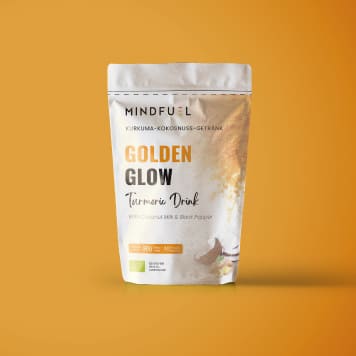 MINDFUEL
KURKUMA-KOKOSNUSS-GETRÄNK
GOLDEN
GLOW
Turmeric Drink
With Coconut Milk & Black Pepper